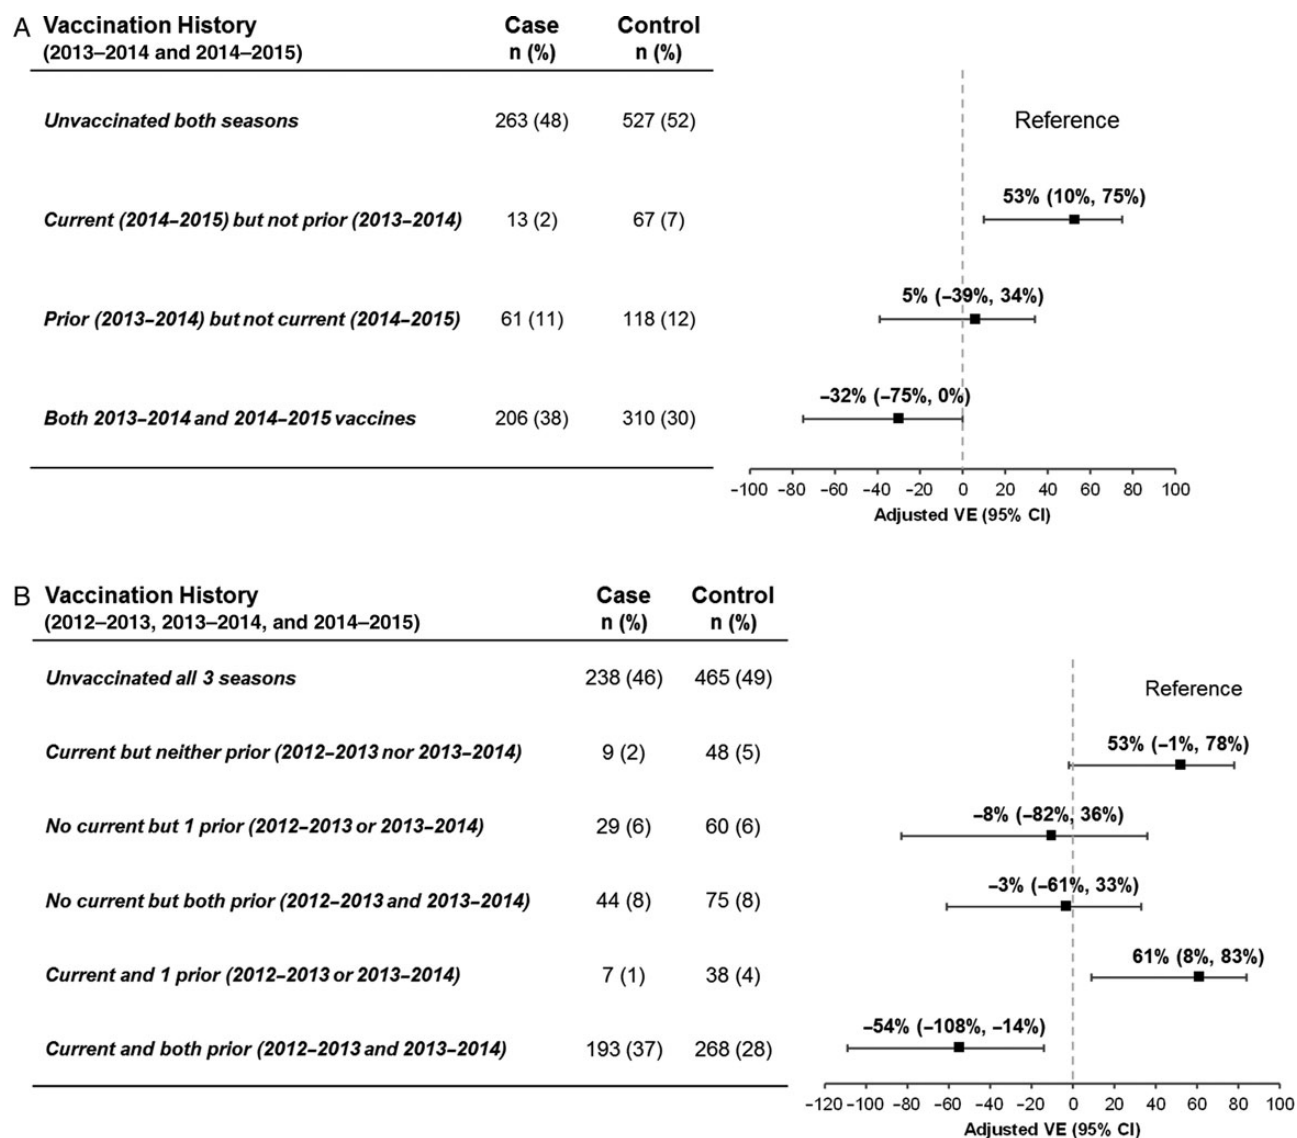 A Vaccination History Case Control
(2013–2014 and 2014–2015) n (%) n (%)
Unvaccinated both seasons 263 (48) 527 (52) Reference
53% (10%, 75%)
Current (2014–2015) but not prior (2013–2014) 13 (2) 67 (7)
5% (–39%, 34%)
Prior (2013–2014) but not current (2014–2015) 61 (11) 118 (12)
–32% (–75%, 0%)
Both 2013–2014 and 2014–2015 vaccines 206 (38) 310 (30)
–100 –80 –60 –40 –20 0 20 40 60 80 100
Adjusted VE (95% CI)
B Vaccination History Case Control
(2012–2013, 2013–2014, and 2014–2015) n (%) n (%)
Unvaccinated all 3 seasons 238 (46) 465 (49)
Reference
53% (–1%, 78%)
Current but neither prior (2012–2013 nor 2013–2014) 9 (2) 48 (5)
–8% (–82%, 36%)
No current but 1 prior (2012–2013 or 2013–2014) 29 (6) 60 (6)
–3% (–61%, 33%)
No current but both prior (2012–2013 and 2013–2014) 44 (8) 75 (8)
61% (8%, 83%)
Current and 1 prior (2012–2013 or 2013–2014) 7 (1) 38 (4)
–54% (–108%, –14%)
Current and both prior (2012–2013 and 2013–2014) 193 (37) 268 (28)
–120 –100 –80 –60 –40 –20 0 20 40 60 80 100
Adjusted VE (95% CI)